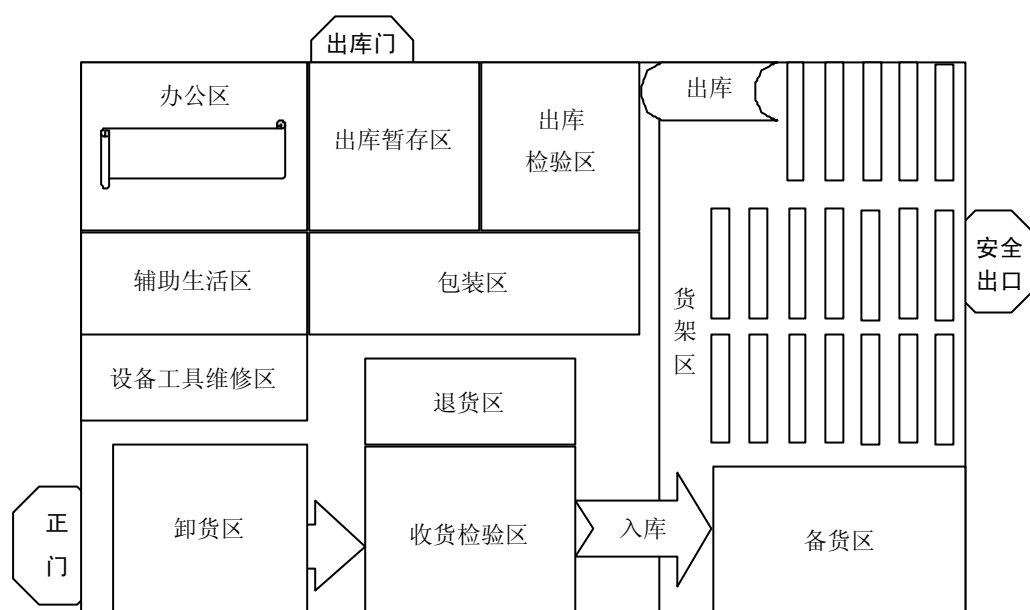 出库门
办公区
出库暂存区
出库
检验区
出库
辅助生活区
包装区
安全
出口
货
架
区
设备工具维修区
退货区
正
门
卸货区
收货检验区
入库
备货区